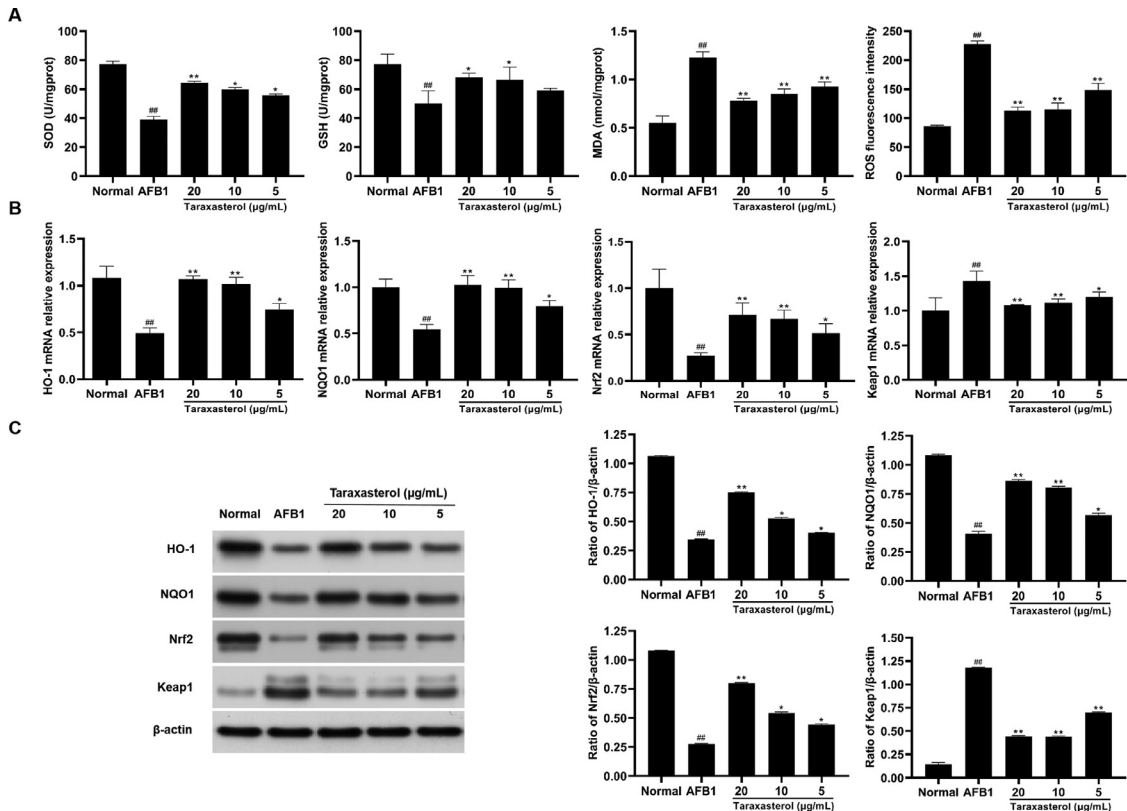 A
SOD (U/mgprot)
100
80
60
40
20
0
##
**
*
*
Normal AFB1 20 10 5
Taraxasterol (μg/mL)
GSH (U/mgprot)
100
80
60
40
20
0
##
*
*
Normal AFB1 20 10 5
Taraxasterol (μg/mL)
MDA (nmol/mgprot)
1.5
1.0
0.5
0.0
##
**
**
**
Normal AFB1 20 10 5
Taraxasterol (μg/mL)
ROS fluorescence intensity
250
200
150
100
50
0
##
**
**
**
Normal AFB1 20 10 5
Taraxasterol (μg/mL)
B
HO-1 mRNA relative expression
1.5
1.0
0.5
0.0
##
**
**
*
Normal AFB1 20 10 5
Taraxasterol (μg/mL)
NQO1 mRNA relative expression
1.5
1.0
0.5
0.0
##
**
**
*
Normal AFB1 20 10 5
Taraxasterol (μg/mL)
Nrf2 mRNA relative expression
1.5
1.0
0.5
0.0
##
**
**
*
Normal AFB1 20 10 5
Taraxasterol (μg/mL)
Keap1 mRNA relative expression
2.0
1.5
1.0
0.5
0.0
##
**
**
*
Normal AFB1 20 10 5
Taraxasterol (μg/mL)
C
Taraxasterol (μg/mL)
Normal AFB1 20 10 5
HO-1
NQO1
Nrf2
Keap1
β-actin
Ratio of HO-1/β-actin
1.25
1.00
0.75
0.50
0.25
0.00
##
**
*
*
Normal AFB1 20 10 5
Taraxasterol (μg/mL)
Ratio of NQO1/β-actin
1.25
1.00
0.75
0.50
0.25
0.00
##
**
**
*
Normal AFB1 20 10 5
Taraxasterol (μg/mL)
Ratio of Nrf2/β-actin
1.25
1.00
0.75
0.50
0.25
0.00
##
**
*
*
Normal AFB1 20 10 5
Taraxasterol (μg/mL)
Ratio of Keap1/β-actin
1.25
1.00
0.75
0.50
0.25
0.00
##
**
**
**
Normal AFB1 20 10 5
Taraxasterol (μg/mL)